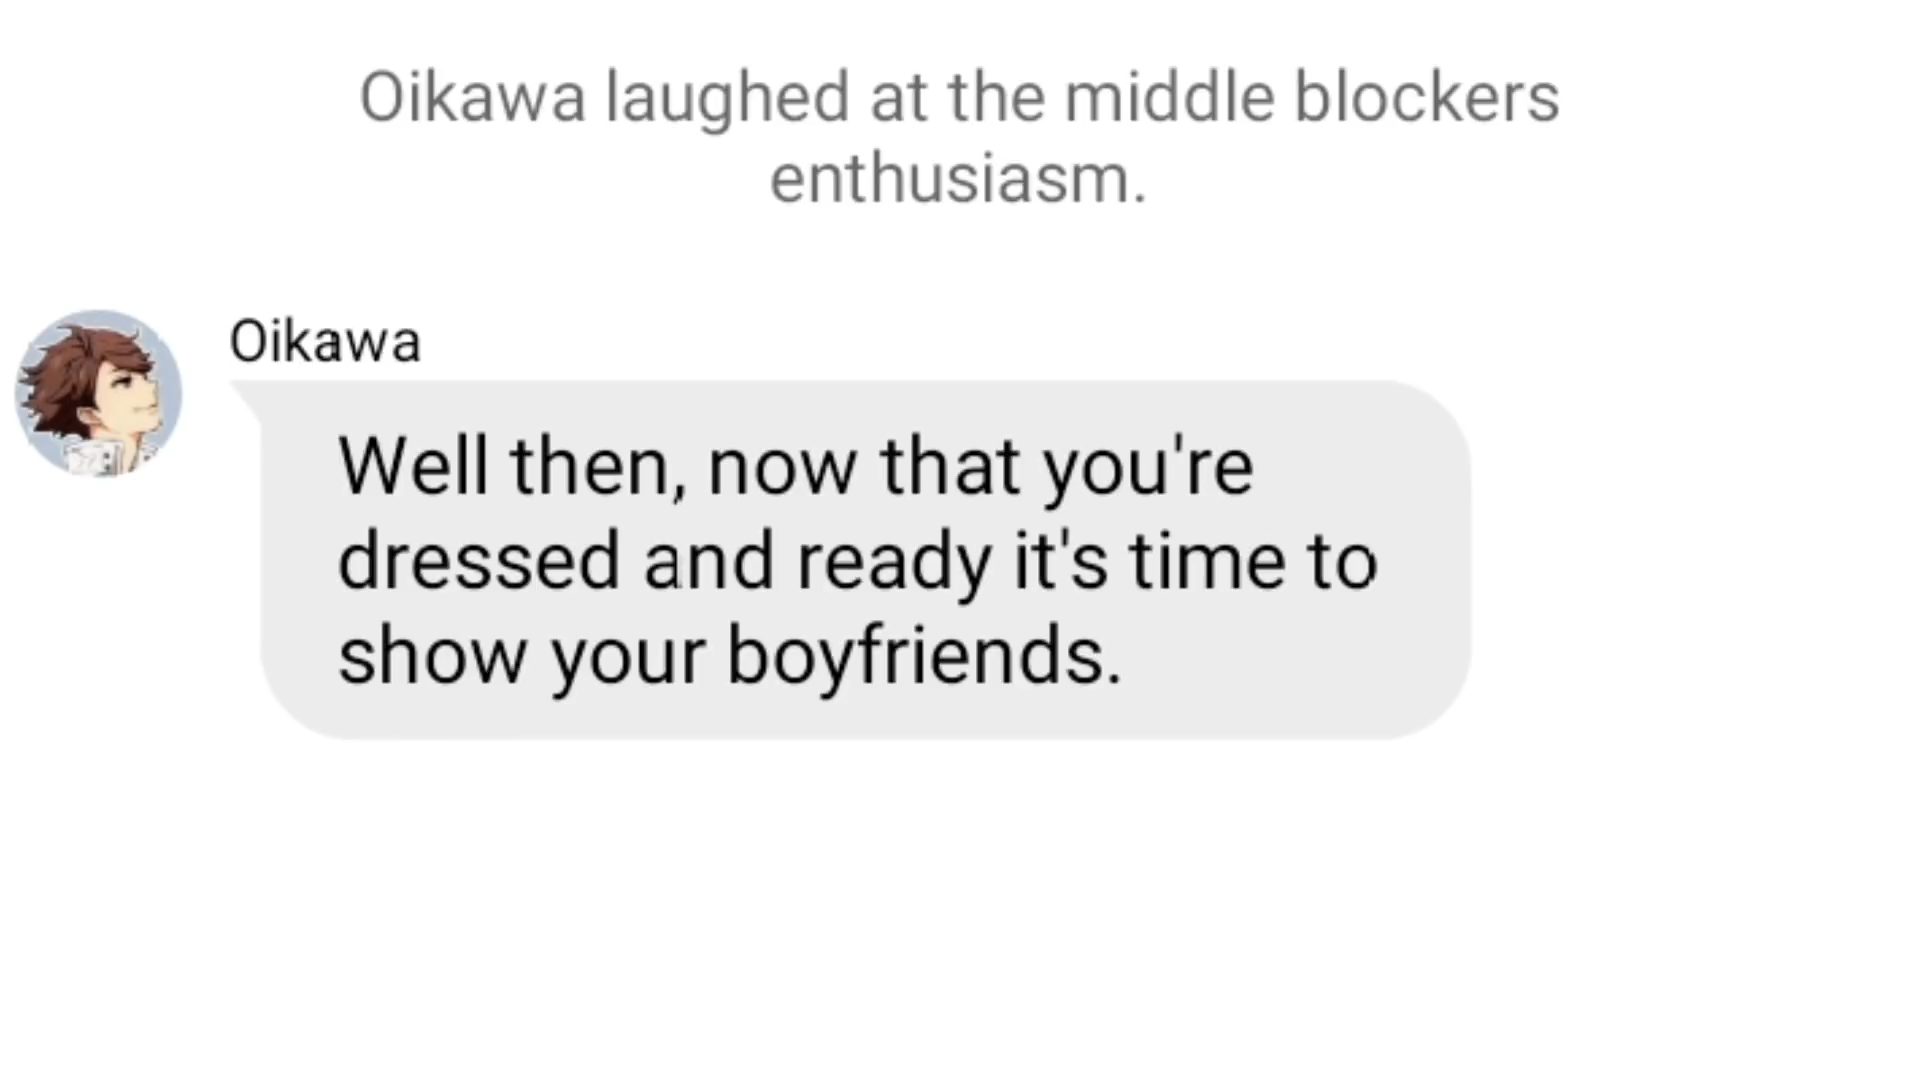 Oikawa laughed at the middle blockers
enthusiasm.
Oikawa
Well then, now that you're
dressed and ready it's time to
show your boyfriends.